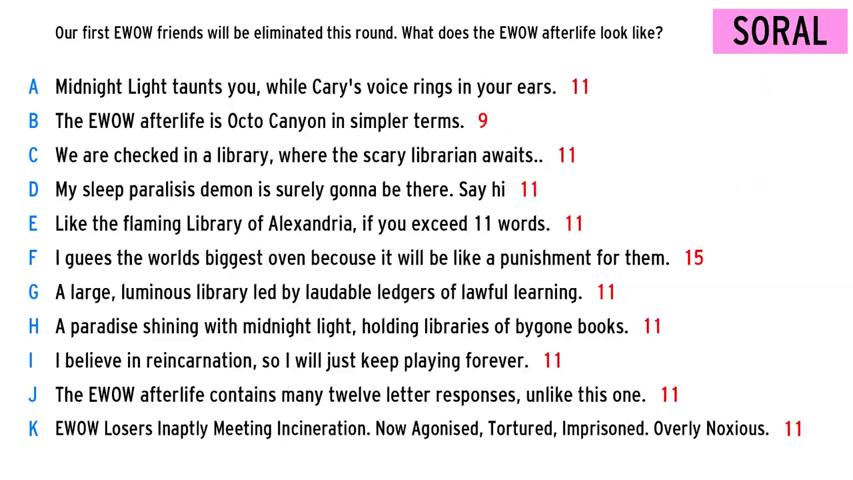 Our first EWOW friends will be eliminated this round. What does the EWOW afterlife look like?
SORAL
A Midnight Light taunts you, while Cary's voice rings in your ears. 11
B The EWOW afterlife is Octo Canyon in simpler terms. 9
C We are checked in a library, where the scary librarian awaits.. 11
D My sleep paralisis demon is surely gonna be there. Say hi 11
E Like the flaming Library of Alexandria, if you exceed 11 words. 11
F I guees the worlds biggest oven becouse it will be like a punishment for them. 15
G A large, luminous library led by laudable ledgers of lawful learning. 11
H A paradise shining with midnight light, holding libraries of bygone books. 11
I I believe in reincarnation, so I will just keep playing forever. 11
J The EWOW afterlife contains many twelve letter responses, unlike this one. 11
K EWOW Losers Inaptly Meeting Incineration. Now Agonised, Tortured, Imprisoned. Overly Noxious. 11